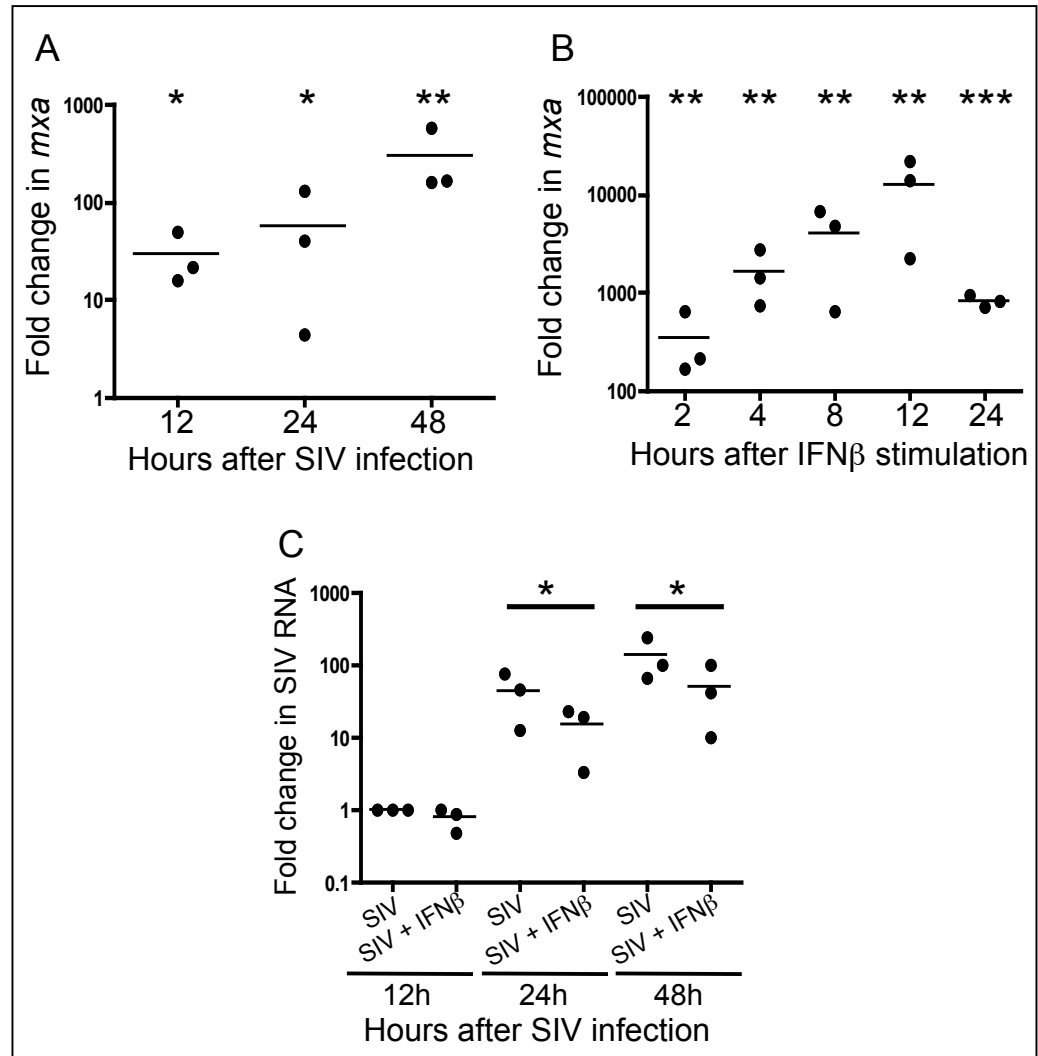 A
Fold change in mxa
1000
100
10
1
* * **
12 24 48
Hours after SIV infection
B
Fold change in mxa
100000
10000
1000
100
** ** ** ** ***
2 4 8 12 24
Hours after IFNβ stimulation
C
Fold change in SIV RNA
1000
100
10
1
0.1
* *
SIV SIV + IFNβ SIV SIV + IFNβ SIV SIV + IFNβ
12h 24h 48h
Hours after SIV infection